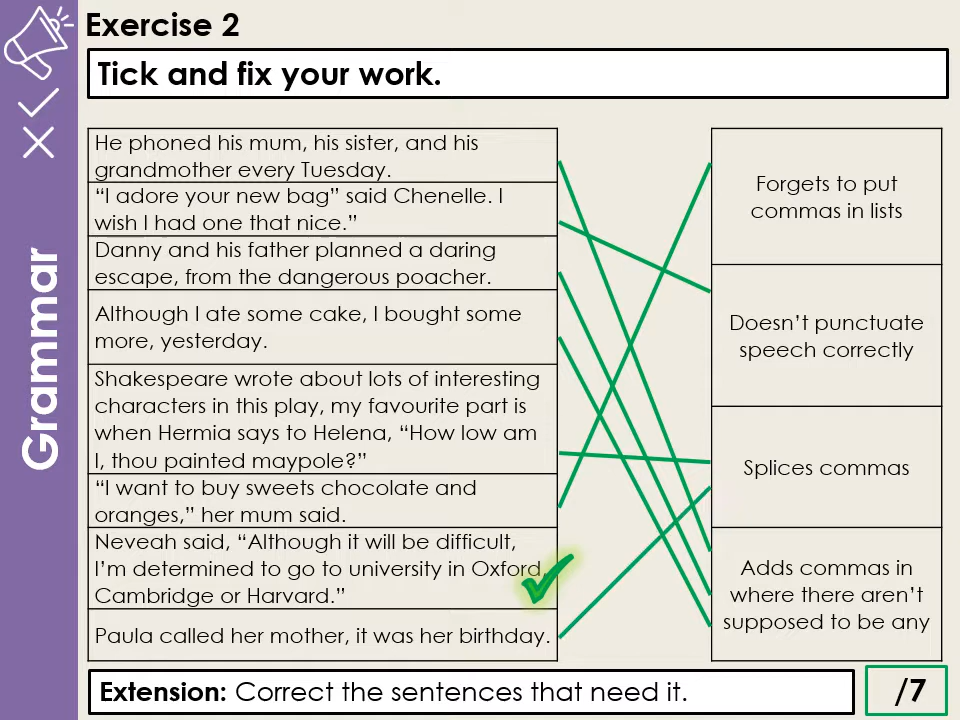 Exercise 2
Tick and fix your work.
Grammar
He phoned his mum, his sister, and his
grandmother every Tuesday.
“I adore your new bag” said Chenelle. I
wish I had one that nice.”
Danny and his father planned a daring
escape, from the dangerous poacher.
Although I ate some cake, I bought some
more, yesterday.
Shakespeare wrote about lots of interesting
characters in this play, my favourite part is
when Hermia says to Helena, “How low am
I, thou painted maypole?”
“I want to buy sweets chocolate and
oranges,” her mum said.
Neveah said, “Although it will be difficult,
I’m determined to go to university in Oxford,
Cambridge or Harvard.”
Paula called her mother, it was her birthday.
Forgets to put
commas in lists
Doesn’t punctuate
speech correctly
Splices commas
Adds commas in
where there aren’t
supposed to be any
Extension: Correct the sentences that need it.
/7